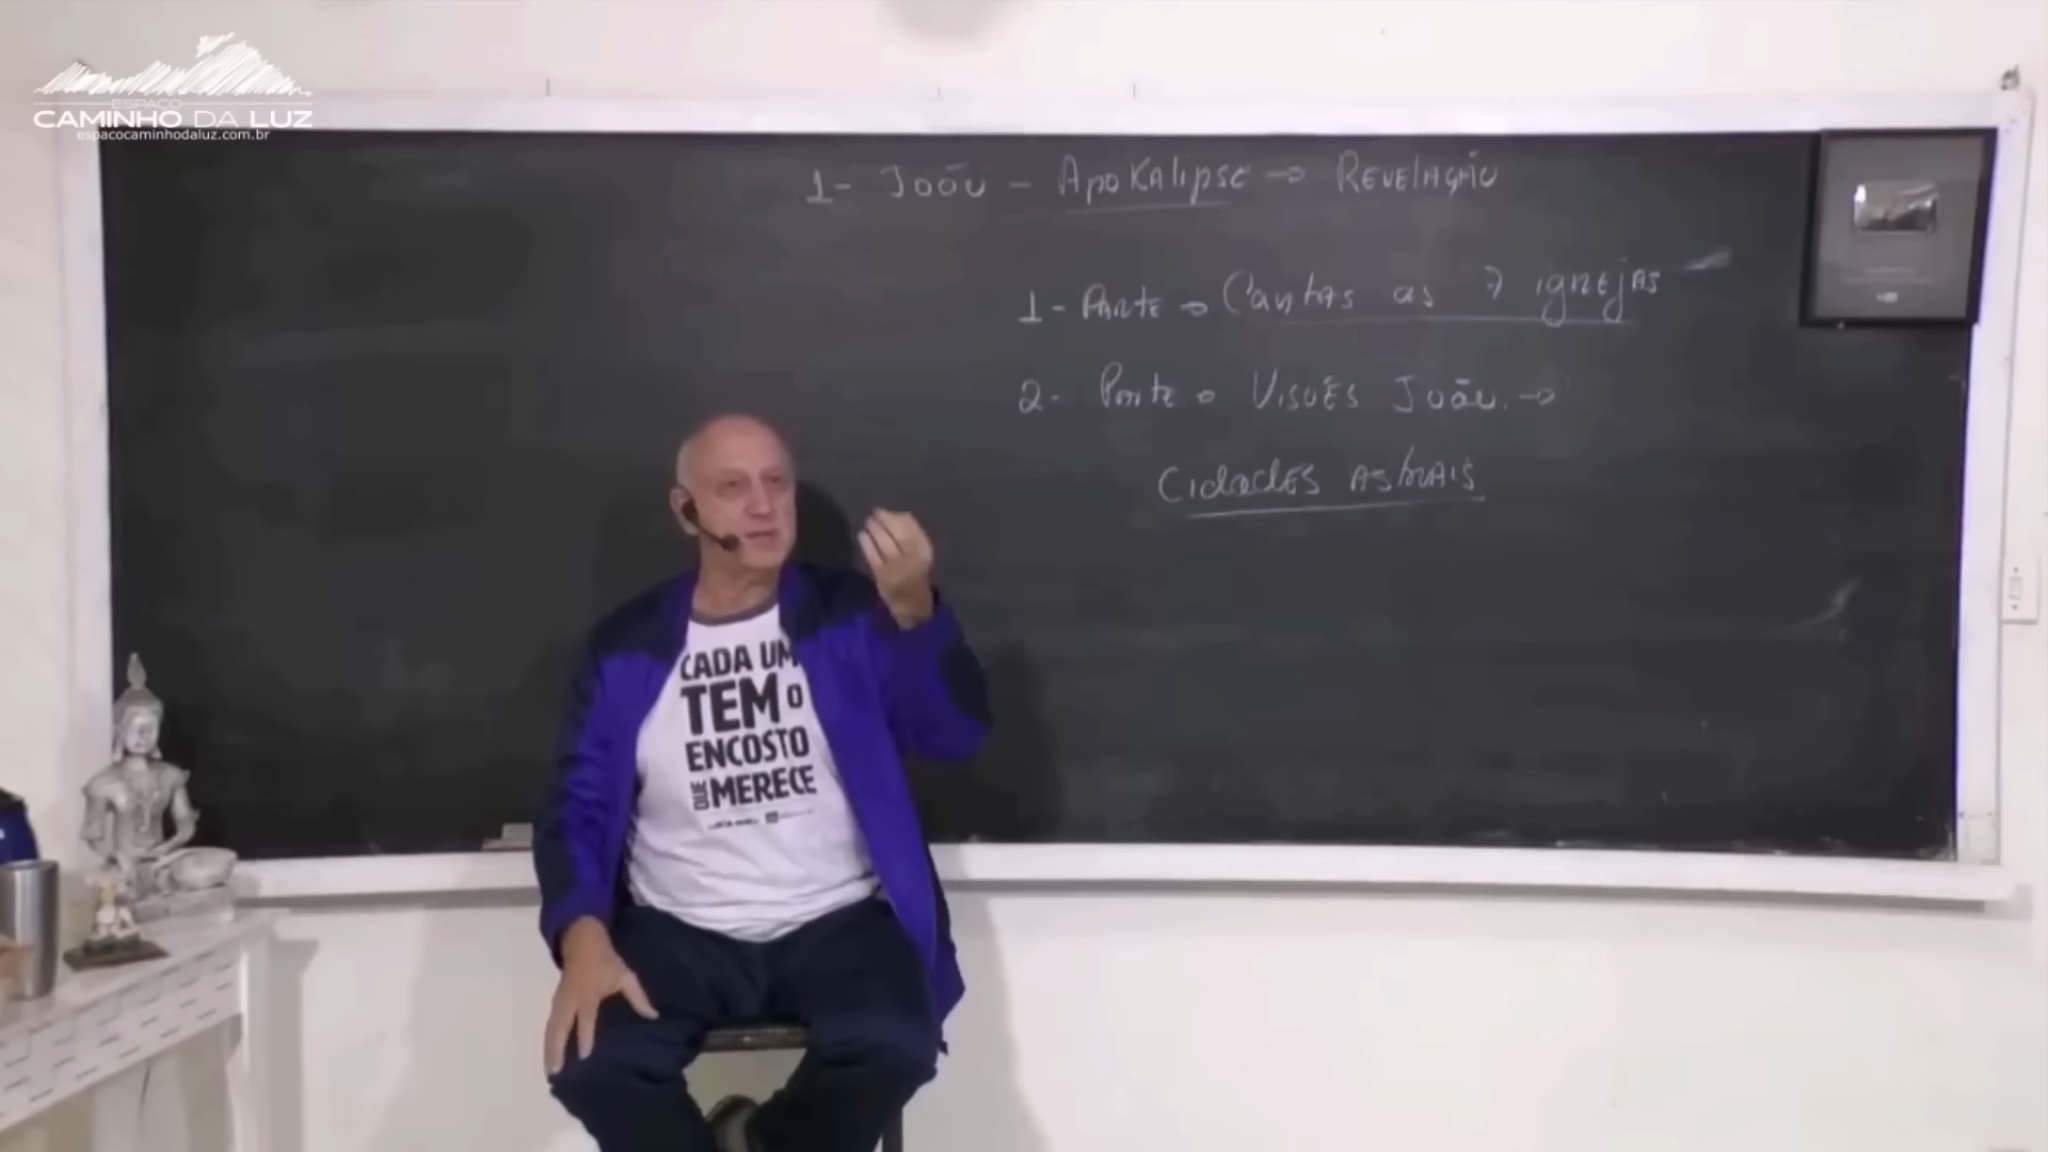 ESPAÇO
CAMINHO DA LUZ
espacocaminhodaluz.com.br
1- João - Apokalipse → Revelação
1- Parte → Cartas as 7 igrejas
2- Parte → Visoēs João. →
Cidades astrais
CADA UM
TEM O
ENCOSTO
QUE MERECE